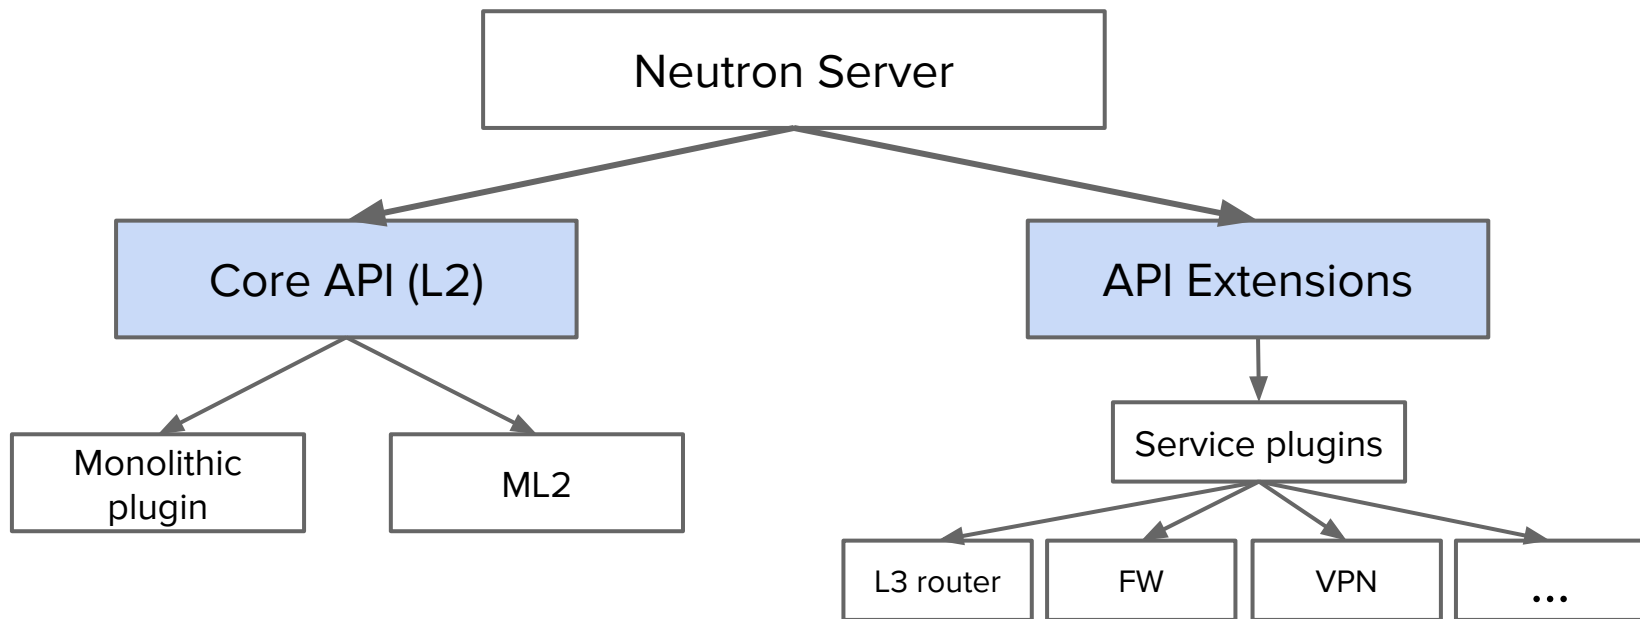 Neutron Server
Core API (L2)
API Extensions
Monolithic
plugin
ML2
Service plugins
L3 router
FW
VPN
...